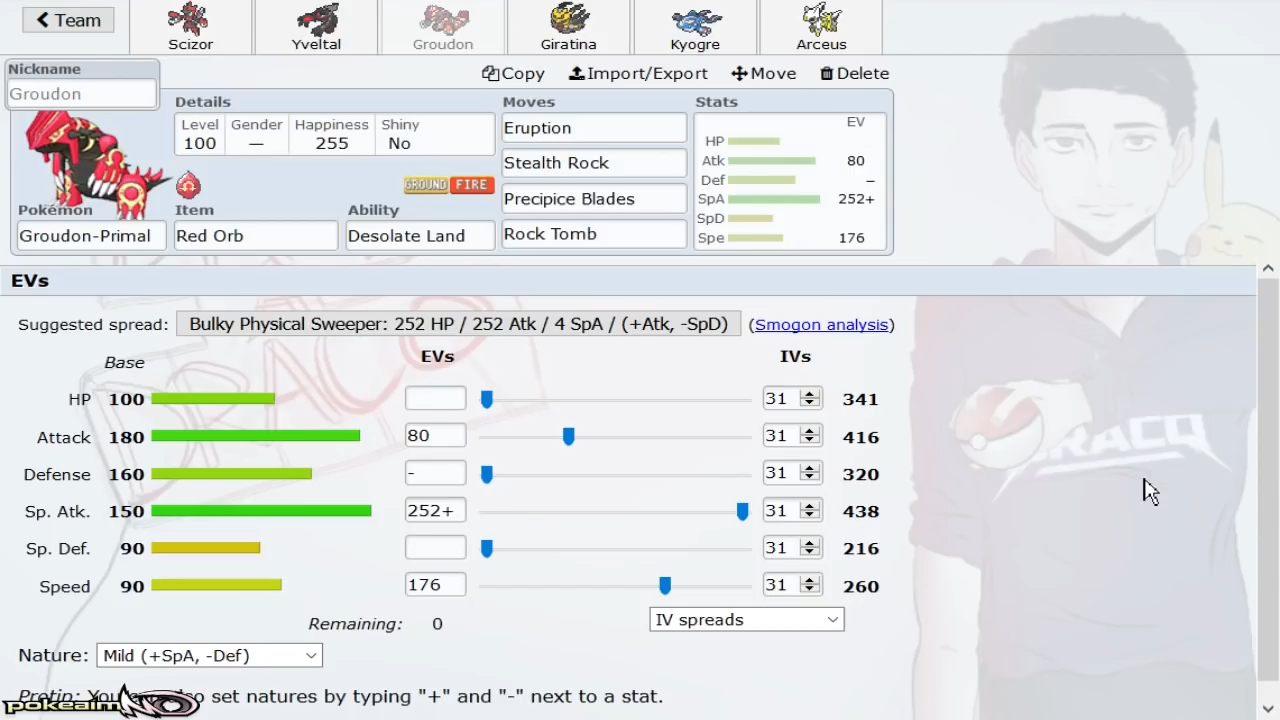 Team
Scizor Yveltal Groudon Giratina Kyogre Arceus
Nickname
Groudon
Copy Import/Export Move Delete
Details Moves Stats
Level Gender Happiness Shiny
100 — 255 No
GROUND FIRE
Pokémon Item Ability
Groudon-Primal Red Orb Desolate Land
Eruption
Stealth Rock
Precipice Blades
Rock Tomb
EV
HP
Atk 80
Def –
SpA 252+
SpD
Spe 176
EVs
Suggested spread: Bulky Physical Sweeper: 252 HP / 252 Atk / 4 SpA / (+Atk, -SpD) (Smogon analysis)
Base EVs IVs
HP 100 31 341
Attack 180 80 31 416
Defense 160 - 31 320
Sp. Atk. 150 252+ 31 438
Sp. Def. 90 31 216
Speed 90 176 31 260
Remaining: 0 IV spreads
Nature: Mild (+SpA, -Def)
set natures by typing "+" and "-" next to a stat.
pokeaim